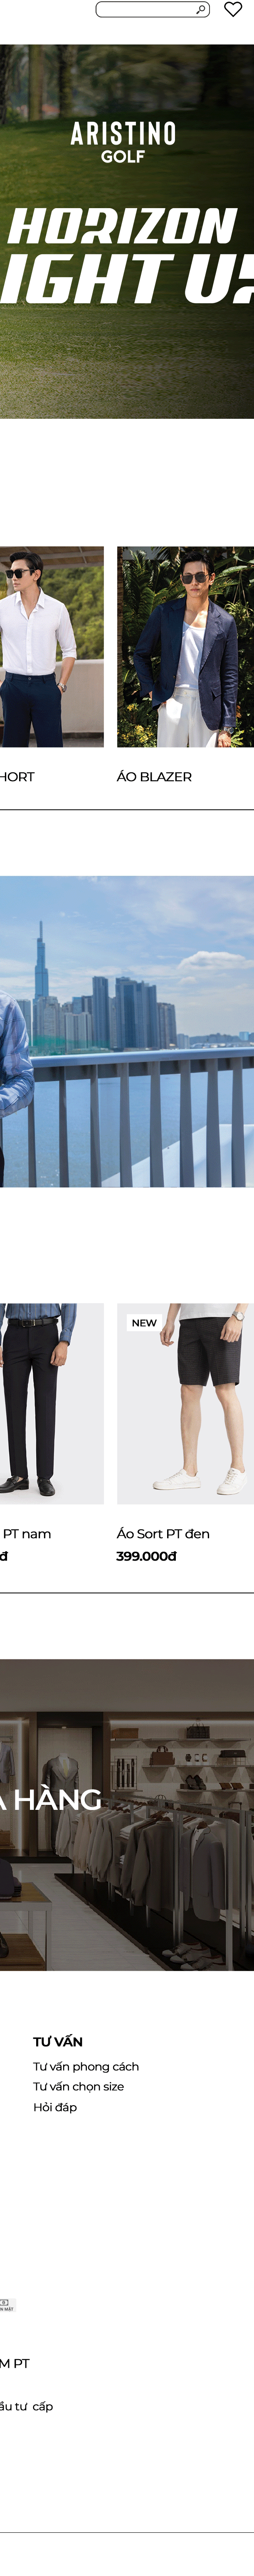 ARISTINO
GOLF
HORIZON
IGHT U
HORT
ÁO BLAZER
NEW
PT nam
đ
Áo Sort PT đen
399.000đ
A HÀNG
TƯ VẤN
Tư vấn phong cách
Tư vấn chọn size
Hỏi đáp
N MẶT
M PT
ầu tư cấp